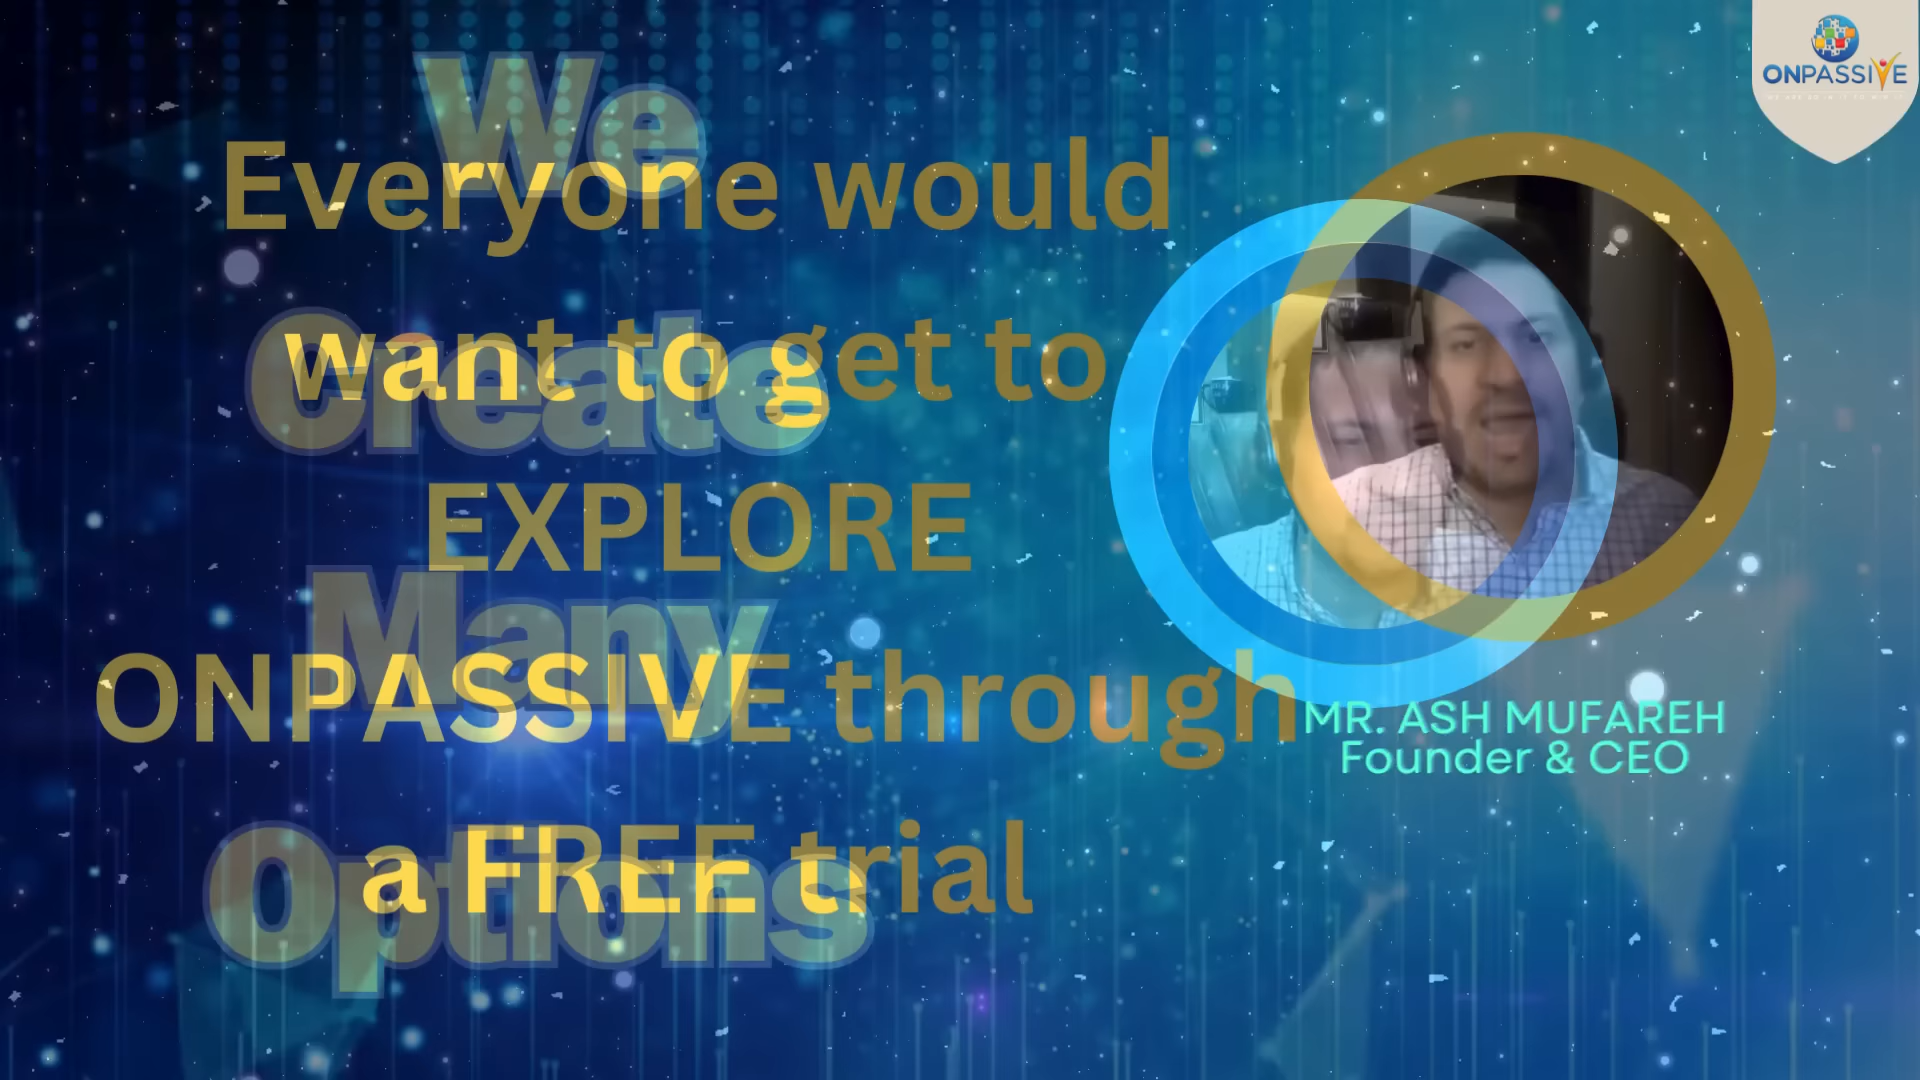 We
Create
Many
Options
Everyone would
want to get to
EXPLORE
ONPASSIVE through
a FREE trial
MR. ASH MUFAREH
Founder & CEO
ONPASSIVE